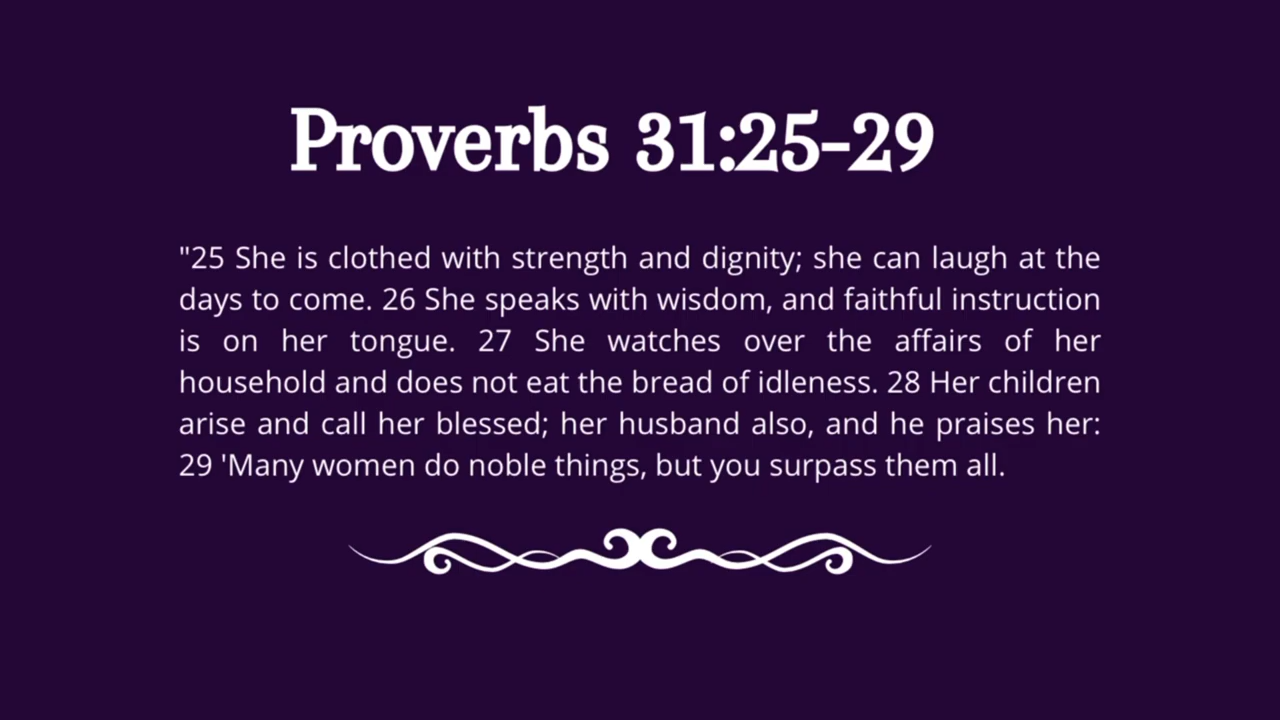 Proverbs 31:25-29
"25 She is clothed with strength and dignity; she can laugh at the
days to come. 26 She speaks with wisdom, and faithful instruction
is on her tongue. 27 She watches over the affairs of her
household and does not eat the bread of idleness. 28 Her children
arise and call her blessed; her husband also, and he praises her:
29 'Many women do noble things, but you surpass them all.